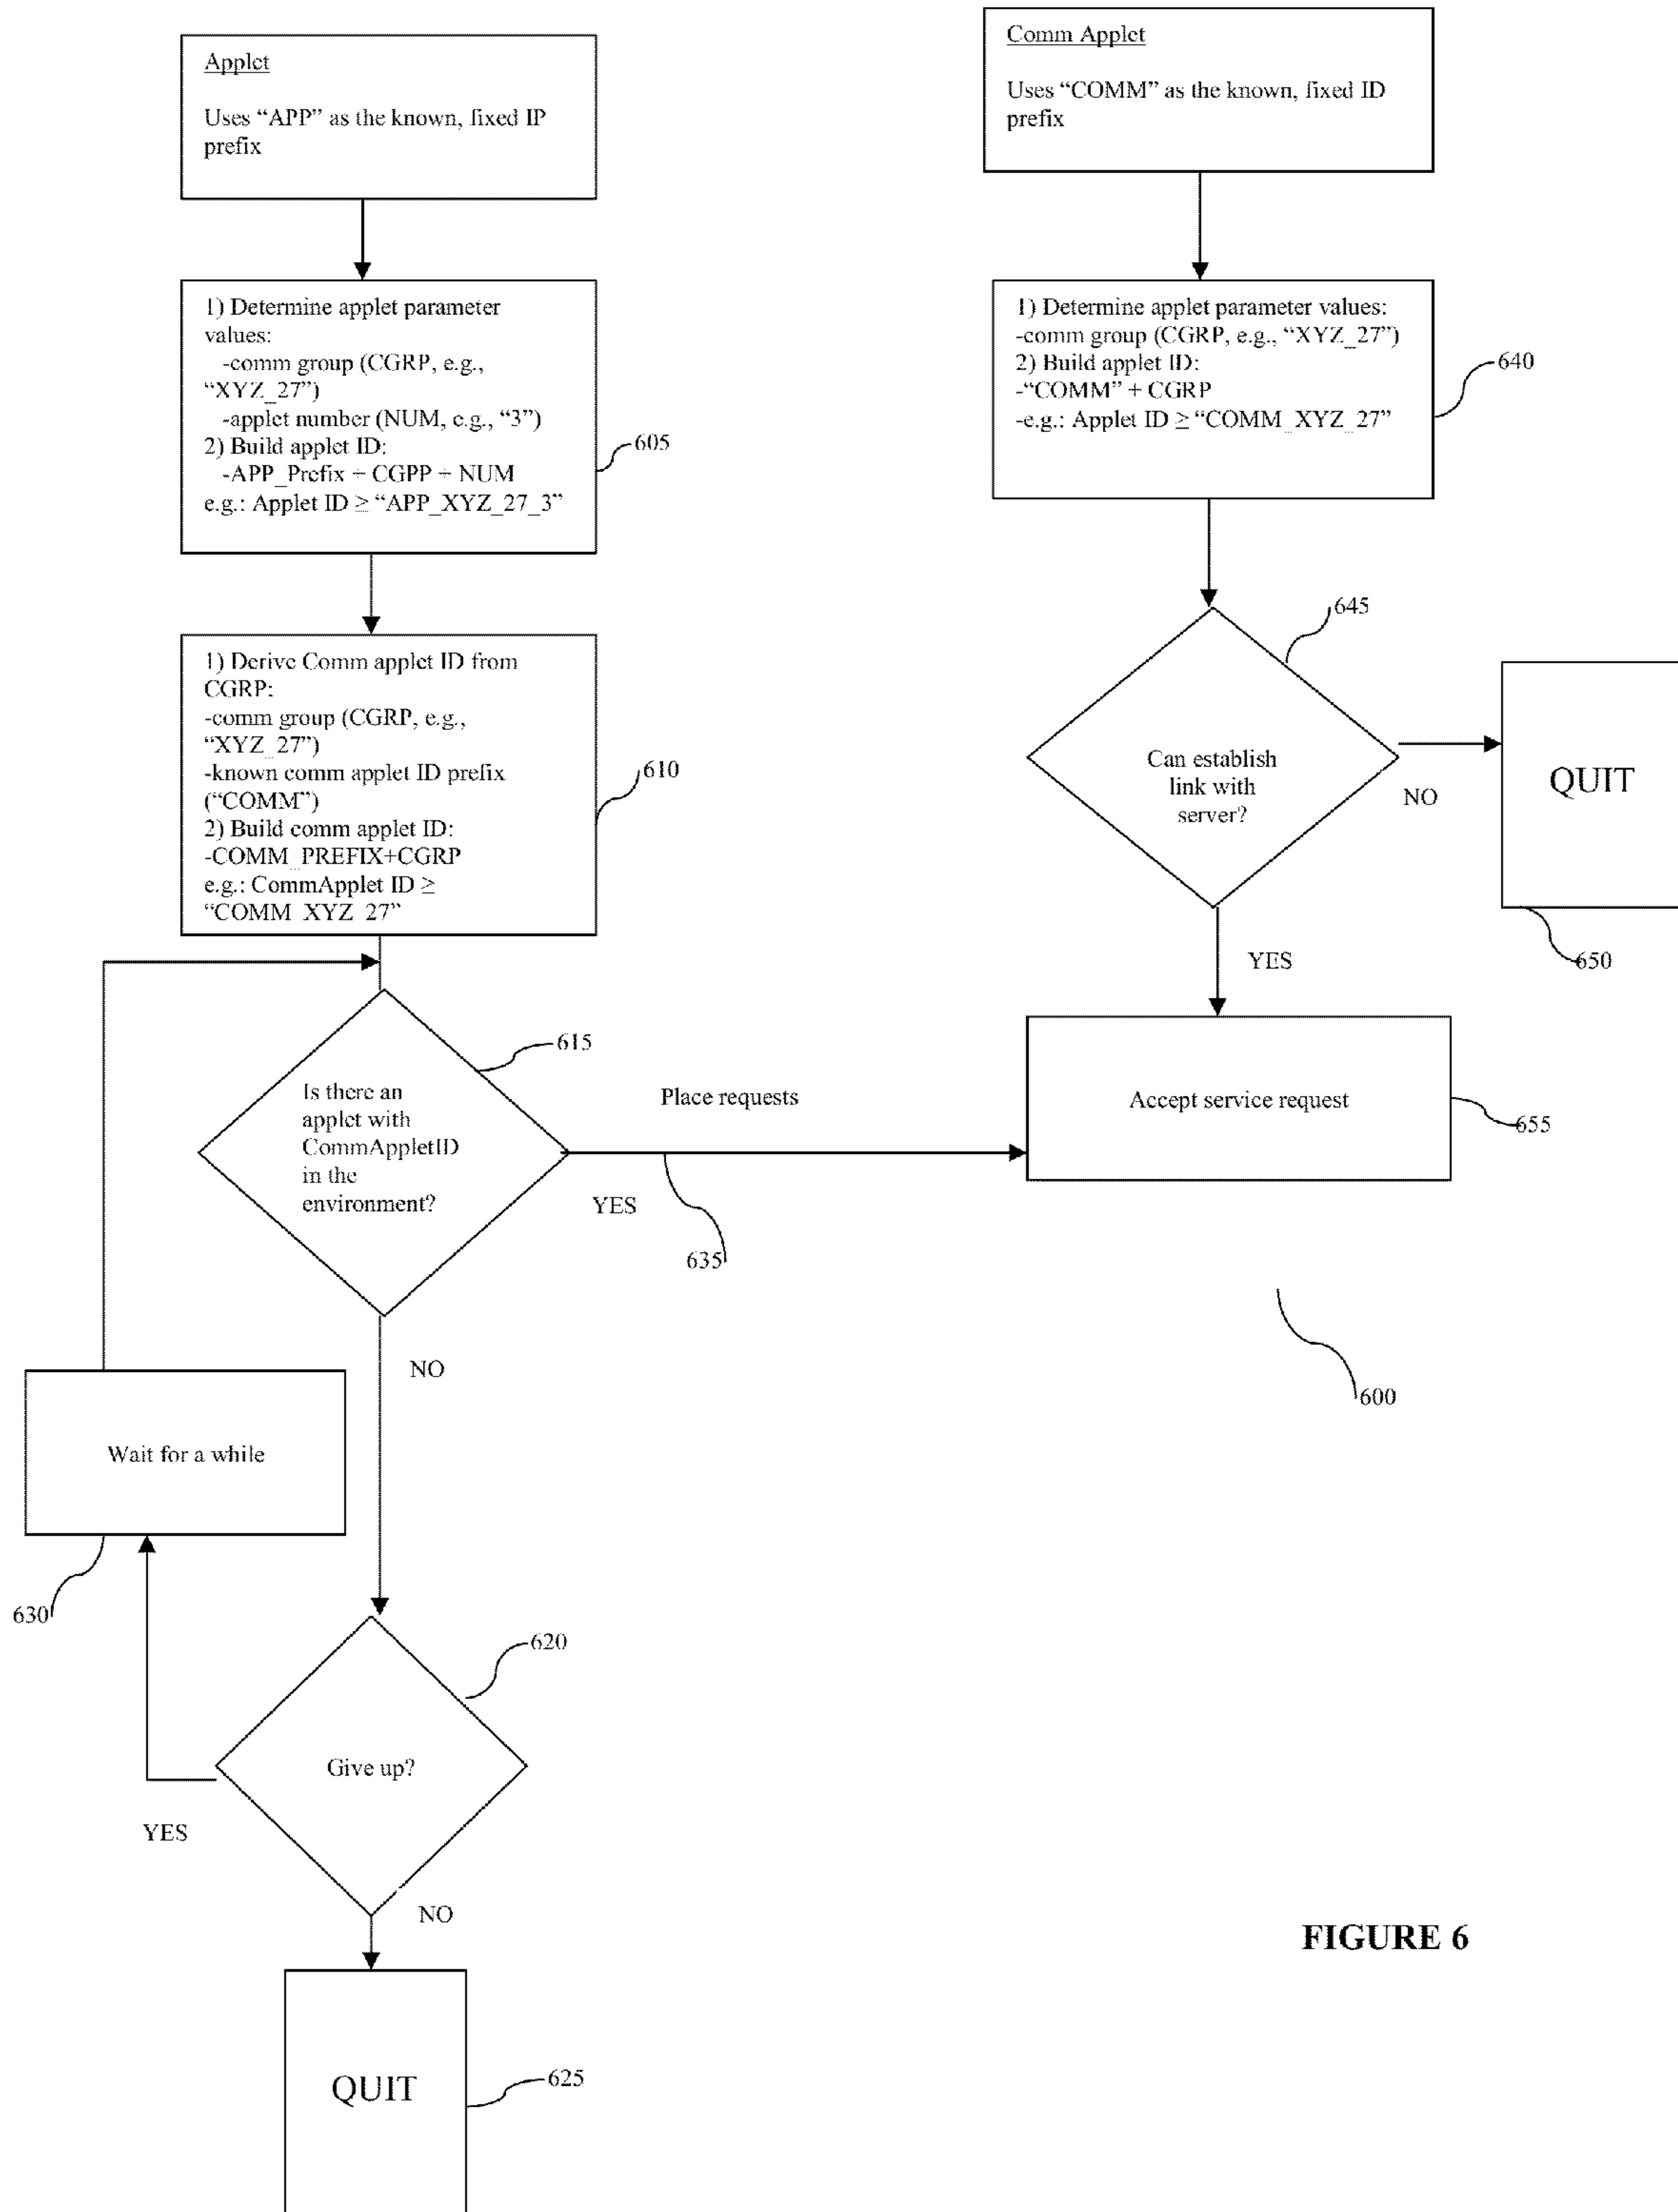 Applet
Uses “APP” as the known, fixed IP
prefix
1) Determine applet parameter
values:
-comm group (CGRP, e.g.,
“XYZ_27”)
-applet number (NUM, e.g., “3”)
2) Build applet ID:
-APP_Prefix + CGPP + NUM
e.g.: Applet ID ≥ “APP_XYZ_27_3”
605
1) Derive Comm applet ID from
CGRP:
-comm group (CGRP, e.g.,
“XYZ_27”)
-known comm applet ID prefix
(“COMM”)
2) Build comm applet ID:
-COMM_PREFIX+CGRP
e.g.: CommApplet ID ≥
“COMM_XYZ_27”
610
Is there an
applet with
CommAppletID
in the
environment?
615
Place requests
YES
635
NO
Wait for a while
630
Give up?
620
YES
NO
QUIT
625
Comm Applet
Uses “COMM” as the known, fixed ID
prefix
1) Determine applet parameter values:
-comm group (CGRP, e.g., “XYZ_27”)
2) Build applet ID:
-“COMM” + CGRP
-e.g.: Applet ID ≥ “COMM_XYZ_27”
640
Can establish
link with
server?
645
NO
QUIT
650
YES
Accept service request
655
600
FIGURE 6